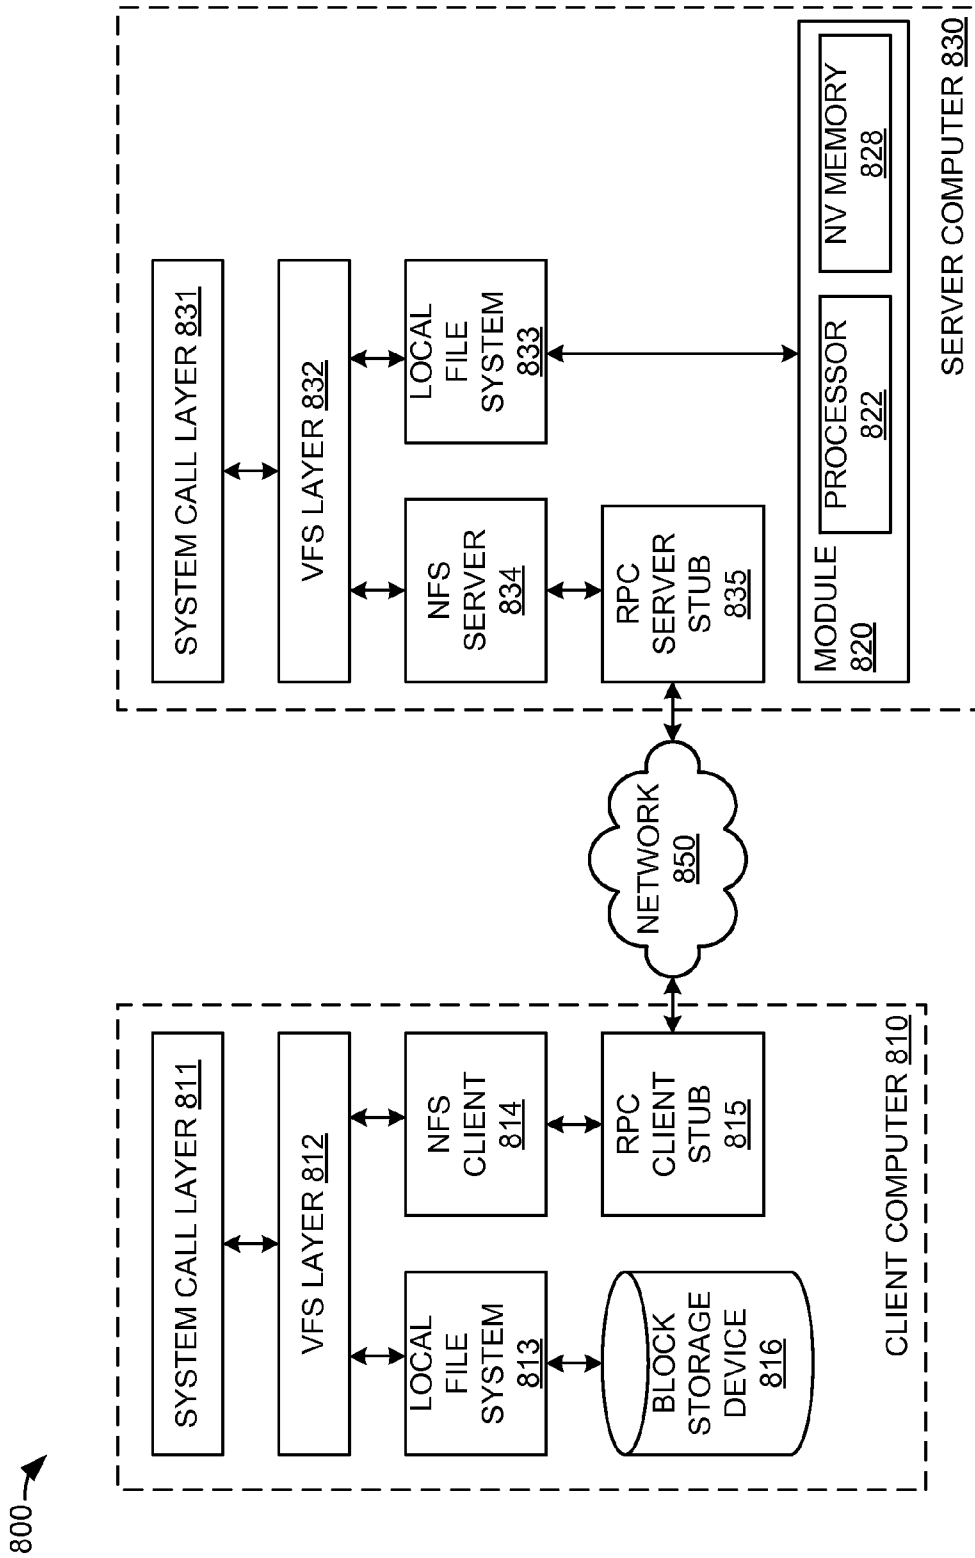 800
SYSTEM CALL LAYER 811
VFS LAYER 812
LOCAL
FILE
SYSTEM
813
NFS
CLIENT
814
BLOCK
STORAGE
DEVICE
816
RPC
CLIENT
STUB
815
CLIENT COMPUTER 810
NETWORK
850
SYSTEM CALL LAYER 831
VFS LAYER 832
NFS
SERVER
834
LOCAL
FILE
SYSTEM
833
RPC
SERVER
STUB
835
MODULE
820
PROCESSOR
822
NV MEMORY
828
SERVER COMPUTER 830